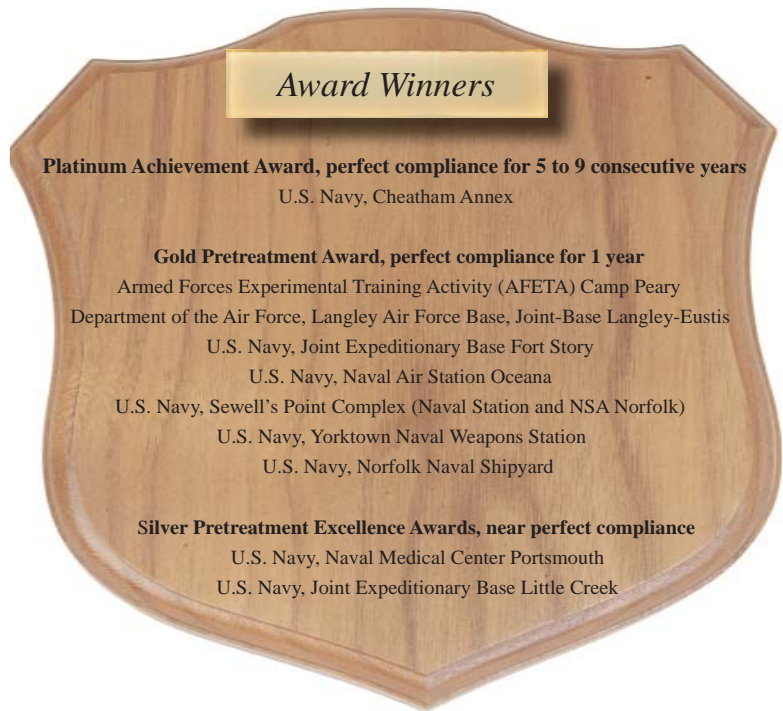 Award Winners
Platinum Achievement Award, perfect compliance for 5 to 9 consecutive years
U.S. Navy, Cheatham Annex
Gold Pretreatment Award, perfect compliance for 1 year
Armed Forces Experimental Training Activity (AFETA) Camp Peary
Department of the Air Force, Langley Air Force Base, Joint-Base Langley-Eustis
U.S. Navy, Joint Expeditionary Base Fort Story
U.S. Navy, Naval Air Station Oceana
U.S. Navy, Sewell’s Point Complex (Naval Station and NSA Norfolk)
U.S. Navy, Yorktown Naval Weapons Station
U.S. Navy, Norfolk Naval Shipyard
Silver Pretreatment Excellence Awards, near perfect compliance
U.S. Navy, Naval Medical Center Portsmouth
U.S. Navy, Joint Expeditionary Base Little Creek